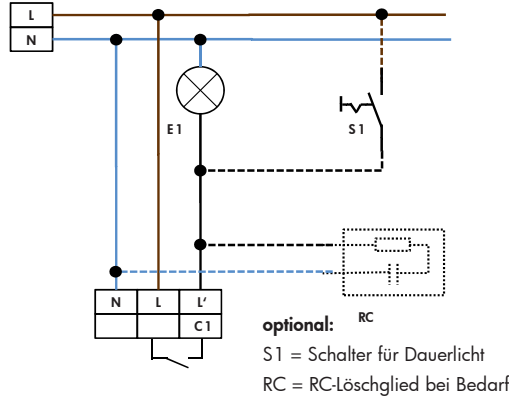 L
N
E1
S1
N L L'
C1
RC
optional:
S1 = Schalter für Dauerlicht
RC = RC-Löschglied bei Bedarf